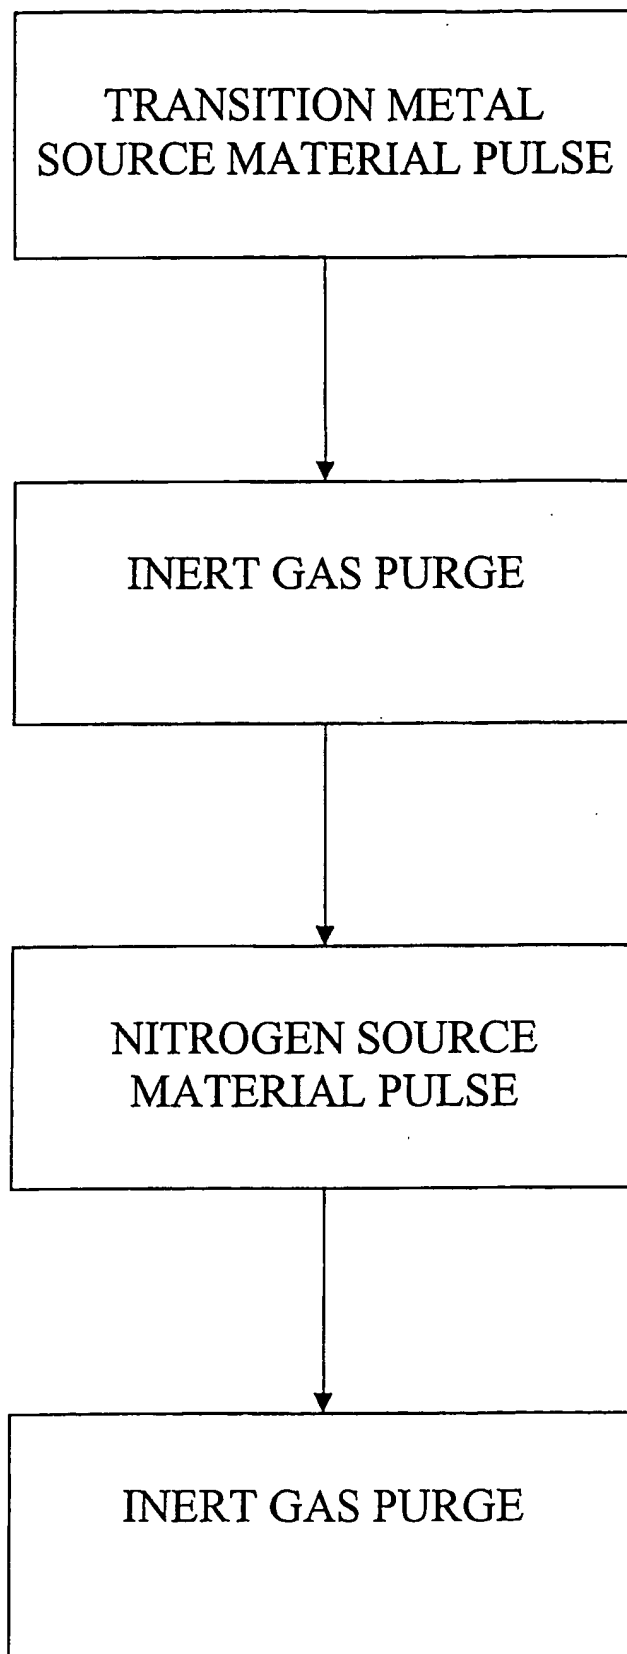 TRANSITION METAL
SOURCE MATERIAL PULSE
INERT GAS PURGE
NITROGEN SOURCE
MATERIAL PULSE
INERT GAS PURGE